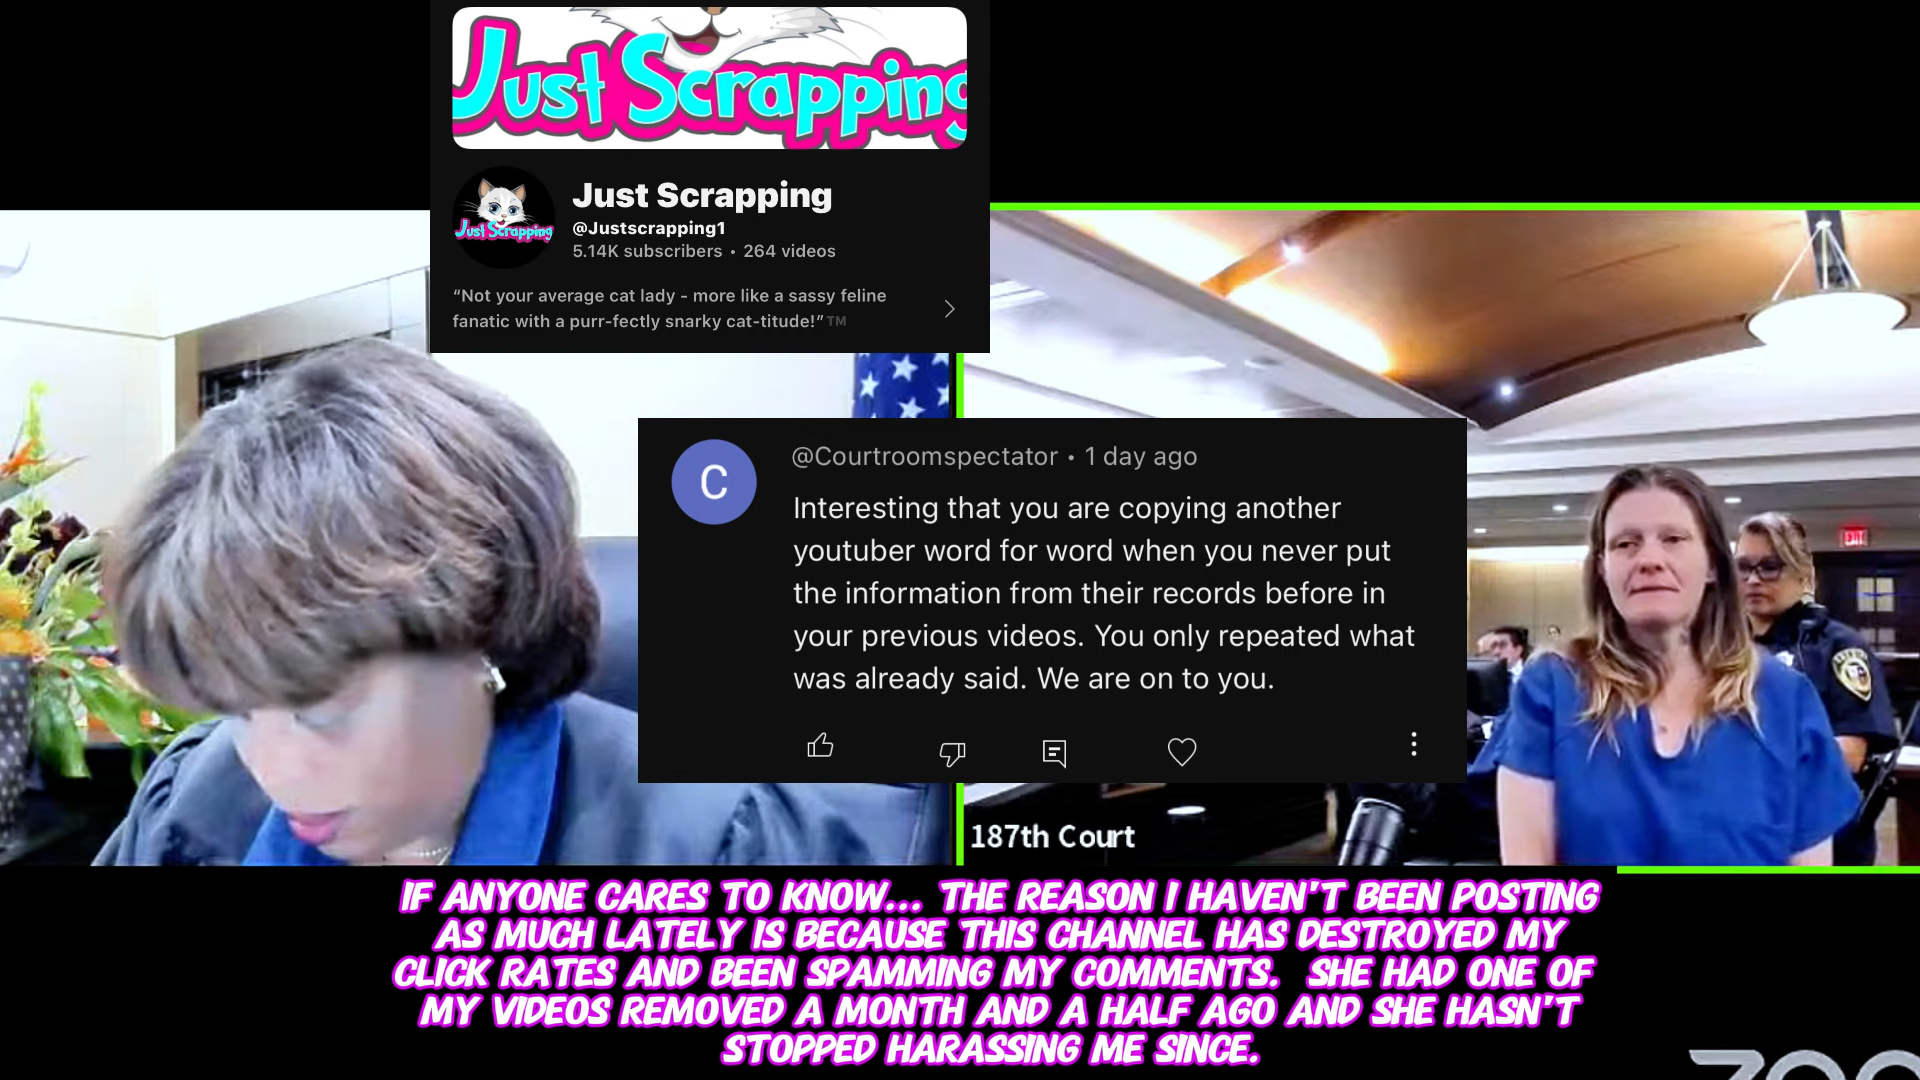 Just Scrapping
Just Scrapping
Just Scrapping
@Justscrapping1
5.14K subscribers • 264 videos
“Not your average cat lady - more like a sassy feline
fanatic with a purr-fectly snarky cat-titude!”™
C
@Courtroomspectator • 1 day ago
Interesting that you are copying another
youtuber word for word when you never put
the information from their records before in
your previous videos. You only repeated what
was already said. We are on to you.
EXIT
187th Court
IF ANYONE CARES TO KNOW... THE REASON I HAVEN'T BEEN POSTING
AS MUCH LATELY IS BECAUSE THIS CHANNEL HAS DESTROYED MY
CLICK RATES AND BEEN SPAMMING MY COMMENTS. SHE HAD ONE OF
MY VIDEOS REMOVED A MONTH AND A HALF AGO AND SHE HASN'T
STOPPED HARASSING ME SINCE.